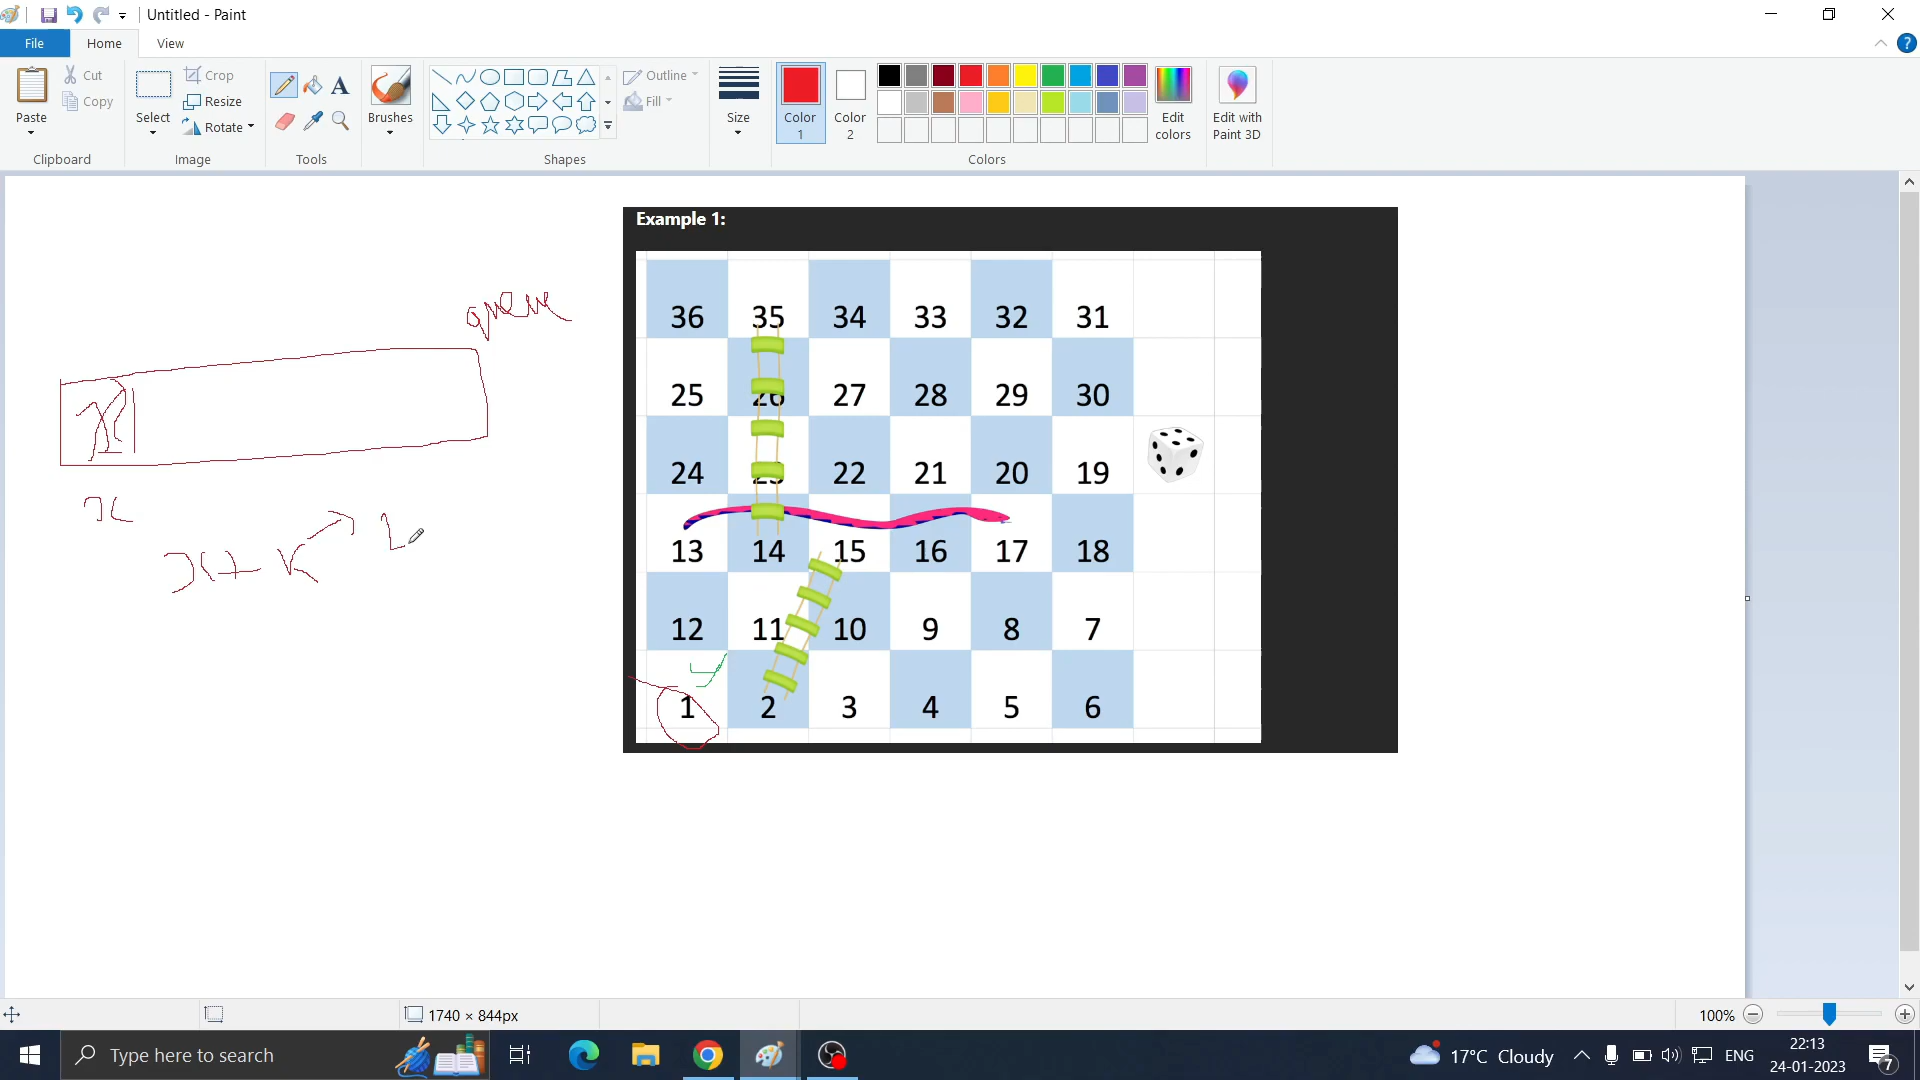 Untitled - Paint
File Home View
Paste
Cut
Copy
Clipboard
Select
Crop
Resize
Rotate
Image
A
Tools
Brushes
Shapes
Outline
Fill
Size
Color
1
Color
2
Edit
colors
Edit with
Paint 3D
Colors
Example 1:
queue
36 35 34 33 32 31
25 26 27 28 29 30
24 23 22 21 20 19
13 14 15 16 17 18
12 11 10 9 8 7
1 2 3 4 5 6
x
x + K
1740 × 844px
100%
Type here to search
17°C Cloudy
ENG
22:13
24-01-2023
7